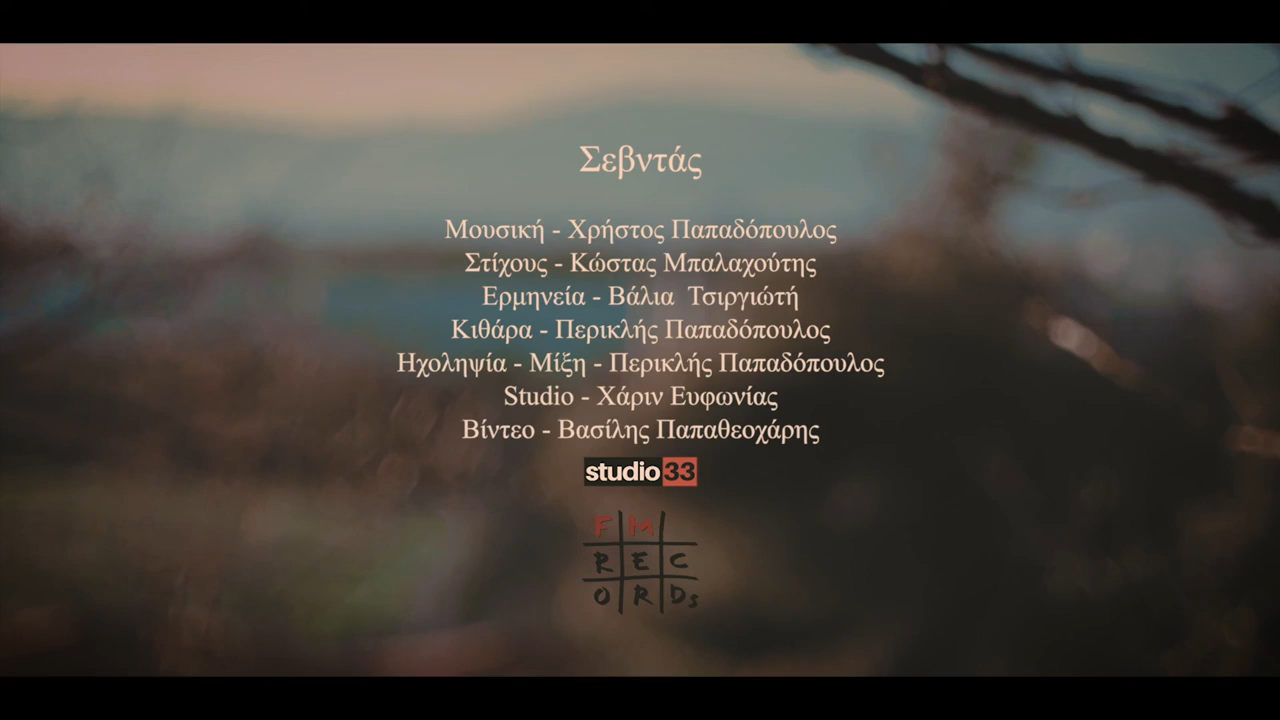 Σεβντάς
Μουσική - Χρήστος Παπαδόπουλος
Στίχους - Κώστας Μπαλαχούτης
Ερμηνεία - Βάλια Τσιργιώτή
Κιθάρα - Περικλής Παπαδόπουλος
Ηχοληψία - Μίξη - Περικλής Παπαδόπουλος
Studio - Χάριν Ευφωνίας
Βίντεο - Βασίλης Παπαθεοχάρης
studio33
FM
REC
ORDs